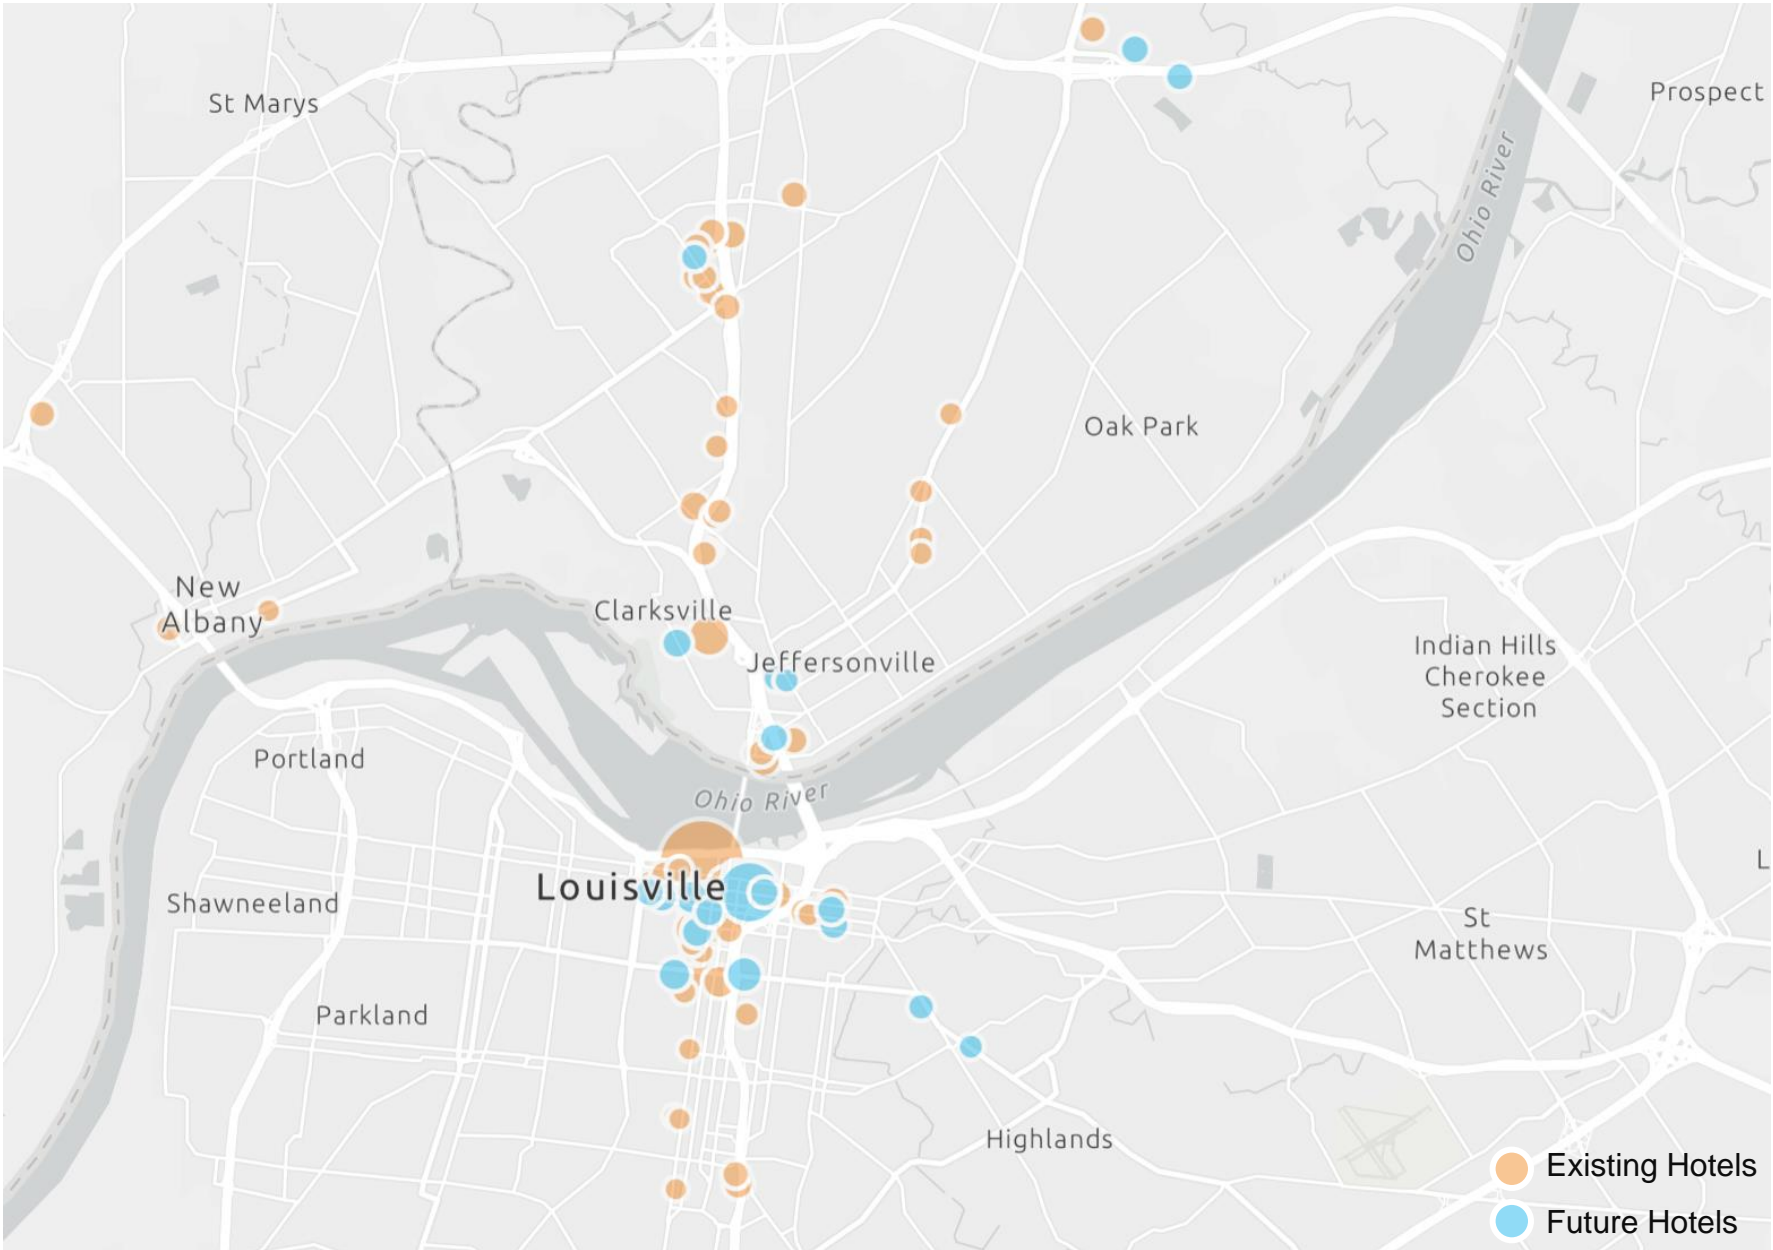 St Marys
Prospect
Ohio River
Oak Park
New
Albany
Clarksville
Jeffersonville
Indian Hills
Cherokee
Section
Portland
Ohio River
Louisville
L
Shawneeland
St
Matthews
Parkland
Highlands
Existing Hotels
Future Hotels